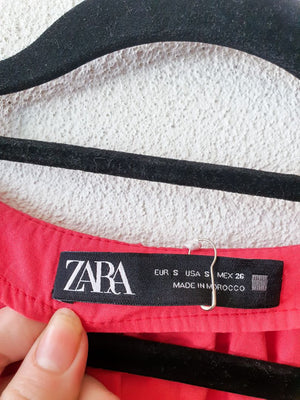 ZARA
EUR S USA S MEX 26
MADE IN MOROCCO